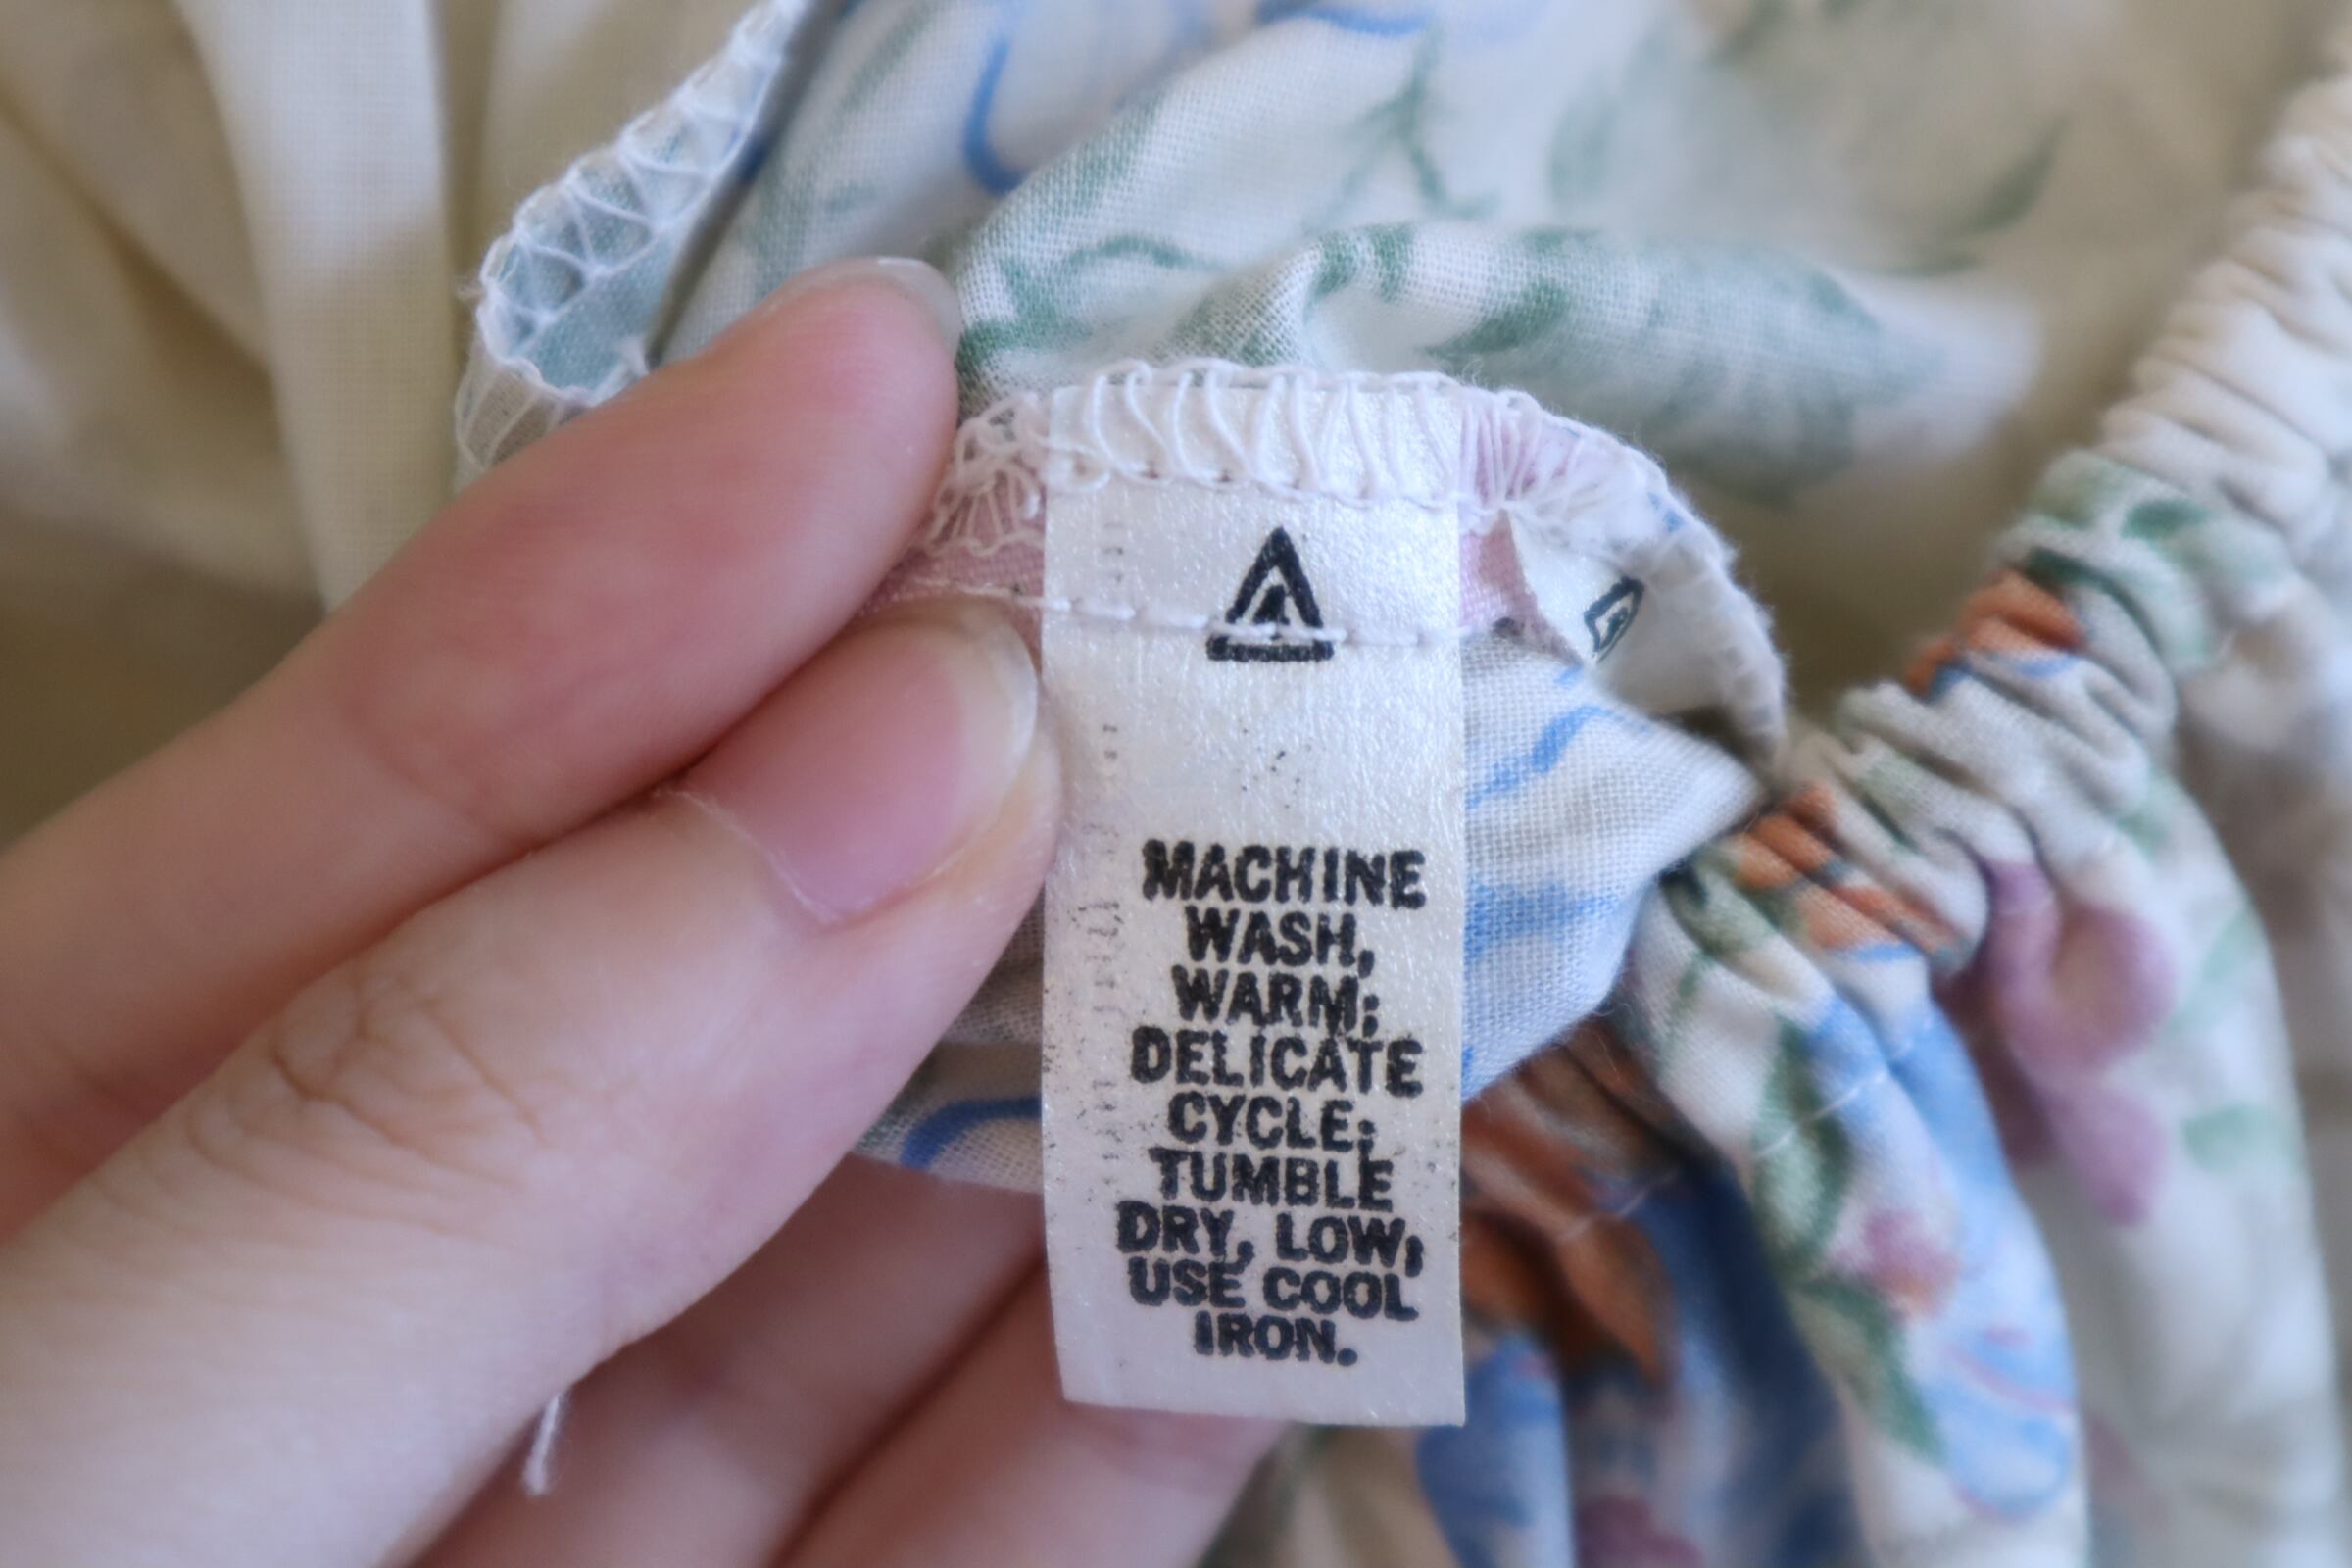 MACHINE
WASH,
WARM;
DELICATE
CYCLE;
TUMBLE
DRY, LOW;
USE COOL
IRON.